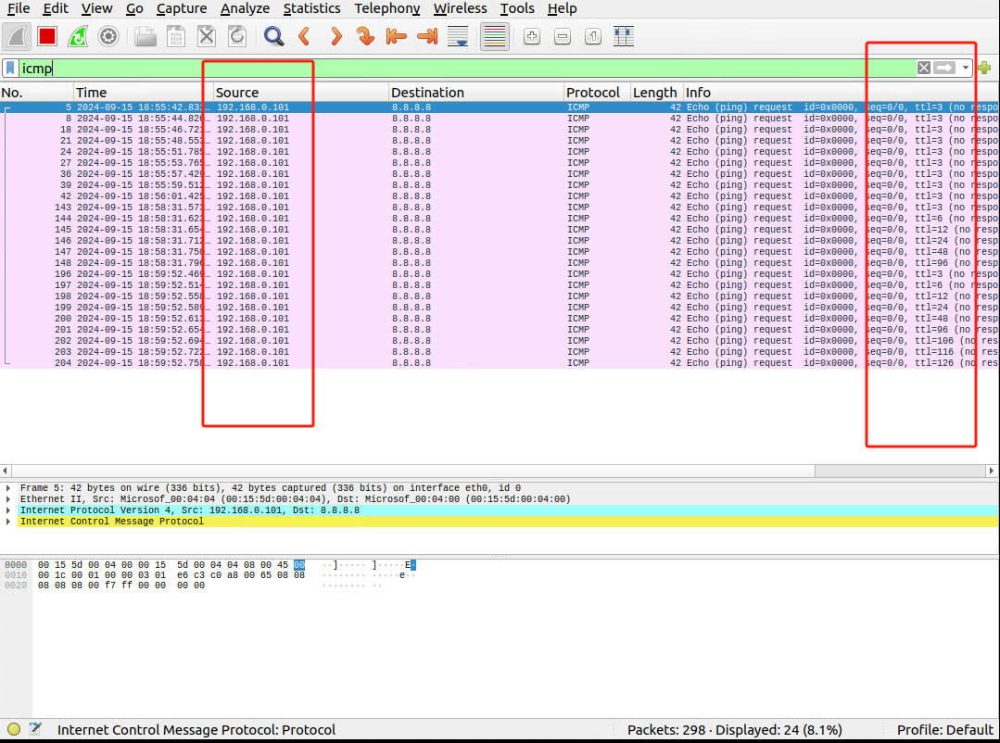 File Edit View Go Capture Analyze Statistics Telephony Wireless Tools Help
icmp
No. Time Source Destination Protocol Length Info
5 2024-09-15 18:55:42.831… 192.168.0.101 8.8.8.8 ICMP 42 Echo (ping) request id=0x0000, seq=0/0, ttl=3 (no respo
8 2024-09-15 18:55:44.826… 192.168.0.101 8.8.8.8 ICMP 42 Echo (ping) request id=0x0000, seq=0/0, ttl=3 (no respo
18 2024-09-15 18:55:46.721… 192.168.0.101 8.8.8.8 ICMP 42 Echo (ping) request id=0x0000, seq=0/0, ttl=3 (no respo
21 2024-09-15 18:55:48.553… 192.168.0.101 8.8.8.8 ICMP 42 Echo (ping) request id=0x0000, seq=0/0, ttl=3 (no respo
24 2024-09-15 18:55:51.785… 192.168.0.101 8.8.8.8 ICMP 42 Echo (ping) request id=0x0000, seq=0/0, ttl=3 (no respo
27 2024-09-15 18:55:53.765… 192.168.0.101 8.8.8.8 ICMP 42 Echo (ping) request id=0x0000, seq=0/0, ttl=3 (no respo
36 2024-09-15 18:55:57.429… 192.168.0.101 8.8.8.8 ICMP 42 Echo (ping) request id=0x0000, seq=0/0, ttl=3 (no respo
39 2024-09-15 18:55:59.512… 192.168.0.101 8.8.8.8 ICMP 42 Echo (ping) request id=0x0000, seq=0/0, ttl=3 (no respo
42 2024-09-15 18:56:01.425… 192.168.0.101 8.8.8.8 ICMP 42 Echo (ping) request id=0x0000, seq=0/0, ttl=3 (no respo
143 2024-09-15 18:58:31.573… 192.168.0.101 8.8.8.8 ICMP 42 Echo (ping) request id=0x0000, seq=0/0, ttl=3 (no respo
144 2024-09-15 18:58:31.623… 192.168.0.101 8.8.8.8 ICMP 42 Echo (ping) request id=0x0000, seq=0/0, ttl=6 (no respo
145 2024-09-15 18:58:31.654… 192.168.0.101 8.8.8.8 ICMP 42 Echo (ping) request id=0x0000, seq=0/0, ttl=12 (no resp
146 2024-09-15 18:58:31.712… 192.168.0.101 8.8.8.8 ICMP 42 Echo (ping) request id=0x0000, seq=0/0, ttl=24 (no resp
147 2024-09-15 18:58:31.750… 192.168.0.101 8.8.8.8 ICMP 42 Echo (ping) request id=0x0000, seq=0/0, ttl=48 (no resp
148 2024-09-15 18:58:31.796… 192.168.0.101 8.8.8.8 ICMP 42 Echo (ping) request id=0x0000, seq=0/0, ttl=96 (no resp
196 2024-09-15 18:59:52.469… 192.168.0.101 8.8.8.8 ICMP 42 Echo (ping) request id=0x0000, seq=0/0, ttl=3 (no respo
197 2024-09-15 18:59:52.514… 192.168.0.101 8.8.8.8 ICMP 42 Echo (ping) request id=0x0000, seq=0/0, ttl=6 (no respo
198 2024-09-15 18:59:52.558… 192.168.0.101 8.8.8.8 ICMP 42 Echo (ping) request id=0x0000, seq=0/0, ttl=12 (no resp
199 2024-09-15 18:59:52.589… 192.168.0.101 8.8.8.8 ICMP 42 Echo (ping) request id=0x0000, seq=0/0, ttl=24 (no resp
200 2024-09-15 18:59:52.613… 192.168.0.101 8.8.8.8 ICMP 42 Echo (ping) request id=0x0000, seq=0/0, ttl=48 (no resp
201 2024-09-15 18:59:52.654… 192.168.0.101 8.8.8.8 ICMP 42 Echo (ping) request id=0x0000, seq=0/0, ttl=96 (no resp
202 2024-09-15 18:59:52.694… 192.168.0.101 8.8.8.8 ICMP 42 Echo (ping) request id=0x0000, seq=0/0, ttl=106 (no res
203 2024-09-15 18:59:52.722… 192.168.0.101 8.8.8.8 ICMP 42 Echo (ping) request id=0x0000, seq=0/0, ttl=116 (no res
204 2024-09-15 18:59:52.758… 192.168.0.101 8.8.8.8 ICMP 42 Echo (ping) request id=0x0000, seq=0/0, ttl=126 (no res
Frame 5: 42 bytes on wire (336 bits), 42 bytes captured (336 bits) on interface eth0, id 0
Ethernet II, Src: Microsof_00:04:04 (00:15:5d:00:04:04), Dst: Microsof_00:04:00 (00:15:5d:00:04:00)
Internet Protocol Version 4, Src: 192.168.0.101, Dst: 8.8.8.8
Internet Control Message Protocol
0000 00 15 5d 00 04 00 00 15 5d 00 04 04 08 00 45 00 ··]····· ]·····E·
0010 00 1c 00 01 00 00 03 01 e6 c3 c0 a8 00 65 08 08 ········ ·····e··
0020 08 08 08 00 f7 ff 00 00 00 00 ········ ··
Internet Control Message Protocol: Protocol Packets: 298 · Displayed: 24 (8.1%) Profile: Default